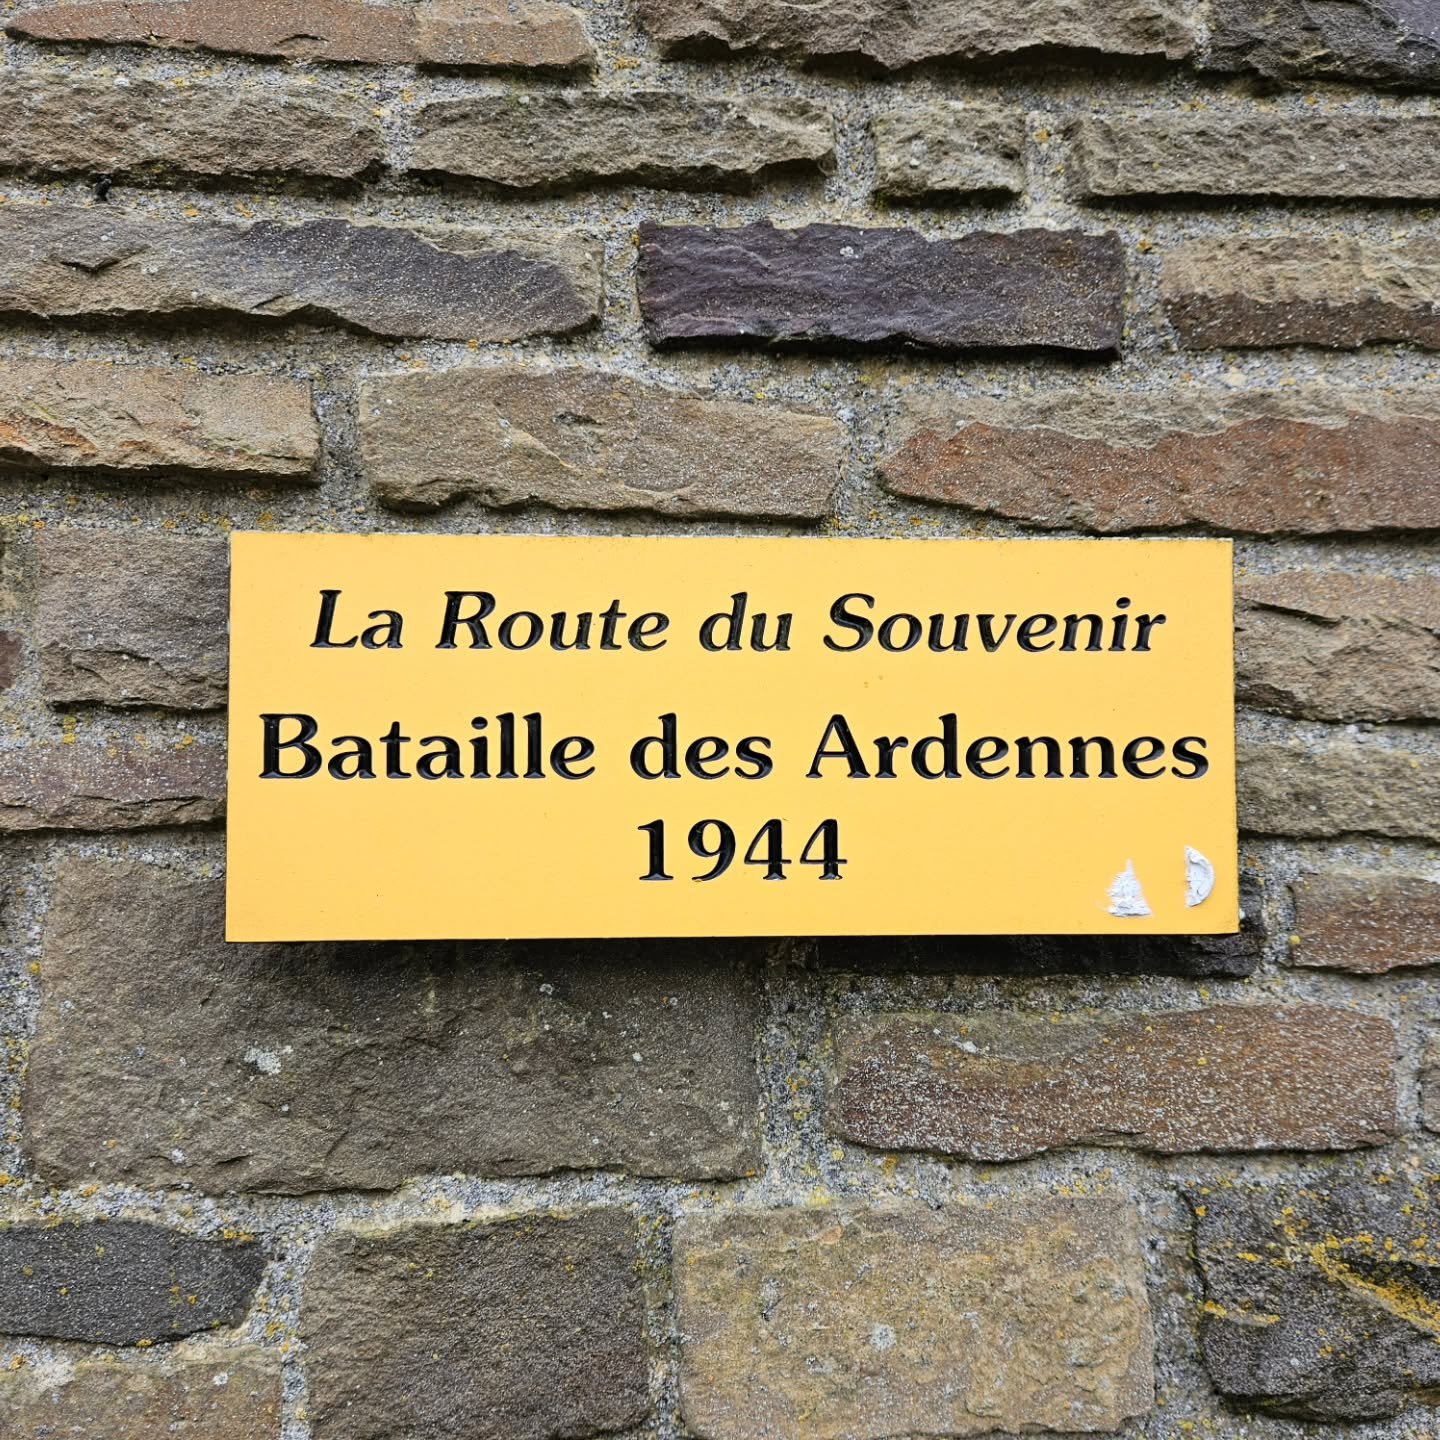 La Route du Souvenir
Bataille des Ardennes
1944